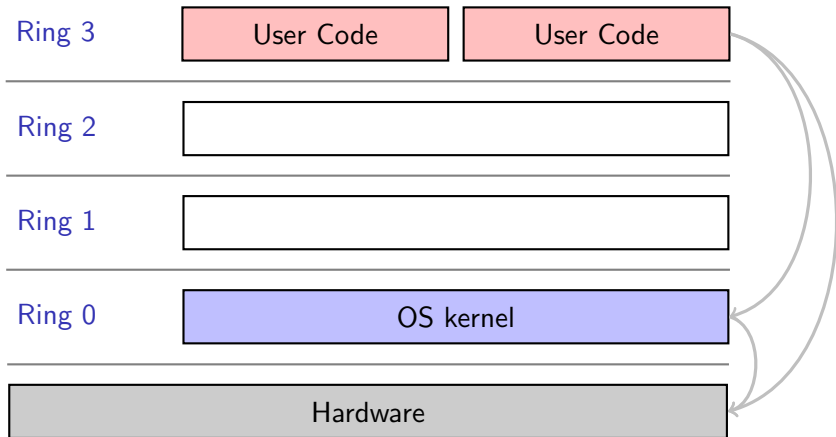 Ring 3 User Code User Code
Ring 2
Ring 1
Ring 0 OS kernel
Hardware